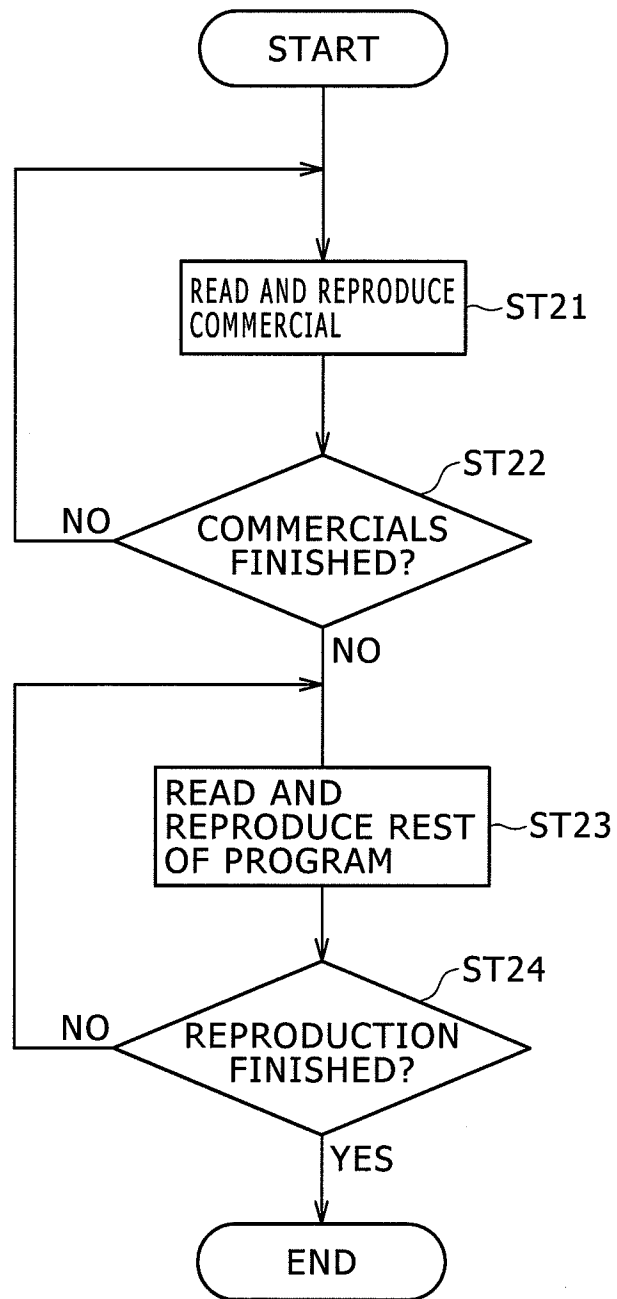 START
READ AND REPRODUCE
COMMERCIAL
ST21
ST22
COMMERCIALS
FINISHED?
NO
NO
READ AND
REPRODUCE REST
OF PROGRAM
ST23
ST24
REPRODUCTION
FINISHED?
NO
YES
END